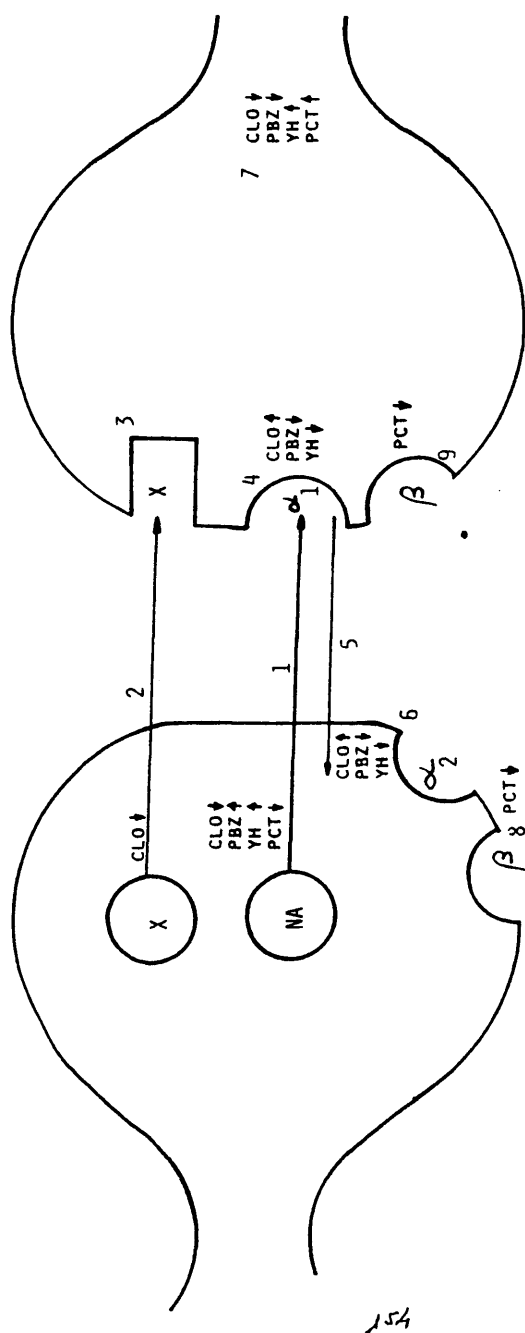 X
CLO ↓
2
X
3
NA
CLO ↓
PBZ ↑
YH ↑
PCT ↓
1
α
1
4
CLO ↑
PBZ ↓
YH ↓
5
CLO ↑
PBZ ↓
YH ↓
α
2
6
β
8
PCT ↓
β
9
PCT ↓
7
CLO ↓
PBZ ↓
YH ↑
PCT ↑
154